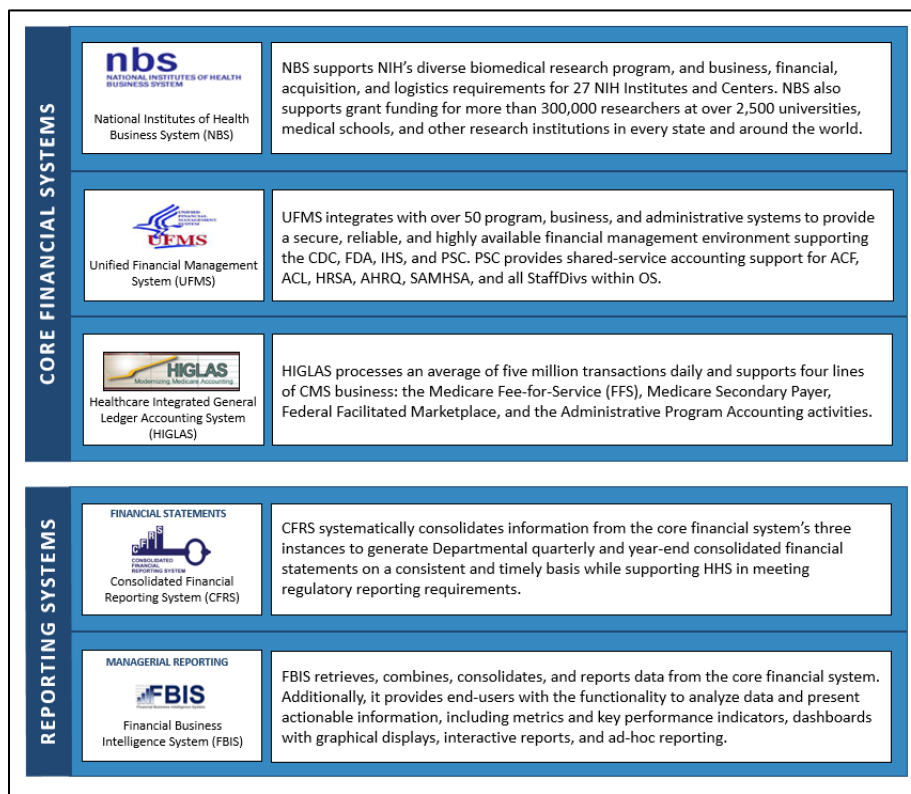 CORE FINANCIAL SYSTEMS
nbs
NATIONAL INSTITUTES OF HEALTH
BUSINESS SYSTEM
National Institutes of Health
Business System (NBS)
NBS supports NIH's diverse biomedical research program, and business, financial,
acquisition, and logistics requirements for 27 NIH Institutes and Centers. NBS also
supports grant funding for more than 300,000 researchers at over 2,500 universities,
medical schools, and other research institutions in every state and around the world.
UNIFIED
FINANCIAL
MANAGEMENT
SYSTEM
UFMS
Unified Financial Management
System (UFMS)
UFMS integrates with over 50 program, business, and administrative systems to provide
a secure, reliable, and highly available financial management environment supporting
the CDC, FDA, IHS, and PSC. PSC provides shared-service accounting support for ACF,
ACL, HRSA, AHRQ, SAMHSA, and all StaffDivs within OS.
HIGLAS
Modernizing Medicare Accounting
Healthcare Integrated General
Ledger Accounting System
(HIGLAS)
HIGLAS processes an average of five million transactions daily and supports four lines
of CMS business: the Medicare Fee-for-Service (FFS), Medicare Secondary Payer,
Federal Facilitated Marketplace, and the Administrative Program Accounting activities.
REPORTING SYSTEMS
FINANCIAL STATEMENTS
CFRS
CONSOLIDATED
FINANCIAL
REPORTING SYSTEM
Consolidated Financial
Reporting System (CFRS)
CFRS systematically consolidates information from the core financial system's three
instances to generate Departmental quarterly and year-end consolidated financial
statements on a consistent and timely basis while supporting HHS in meeting
regulatory reporting requirements.
MANAGERIAL REPORTING
FBIS
Financial Business Intelligence System
Financial Business
Intelligence System (FBIS)
FBIS retrieves, combines, consolidates, and reports data from the core financial system.
Additionally, it provides end-users with the functionality to analyze data and present
actionable information, including metrics and key performance indicators, dashboards
with graphical displays, interactive reports, and ad-hoc reporting.